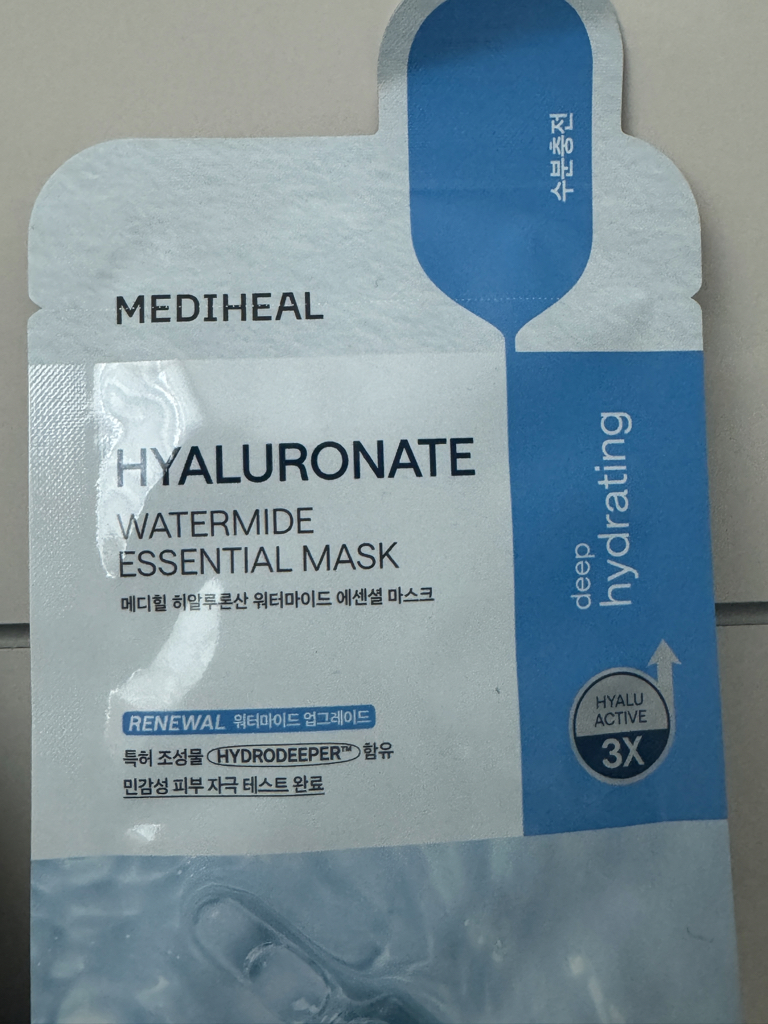 수분충전
MEDIHEAL
HYALURONATE
WATERMIDE
ESSENTIAL MASK
메디힐 히알루론산 워터마이드 에센셜 마스크
deep
hydrating
HYALU
ACTIVE
3X
RENEWAL 워터마이드 업그레이드
특허 조성물 HYDRODEEPER™ 함유
민감성 피부 자극 테스트 완료